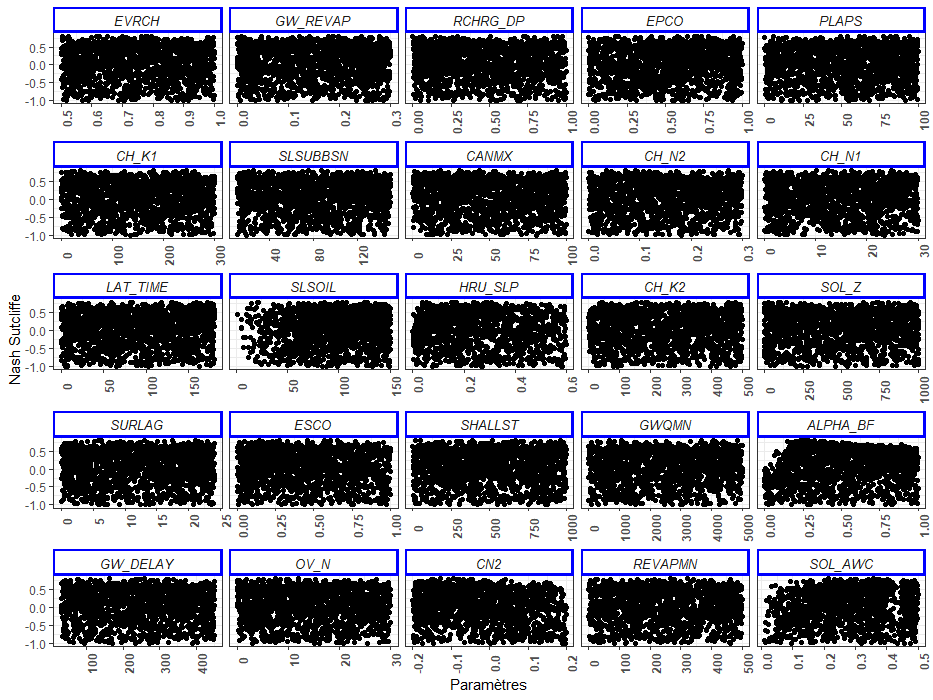 EVRCH GW_REVAP RCHRG_DP EPCO PLAPS
0.5
0.0
-0.5
-1.0
0.5 0.6 0.7 0.8 0.9 1.0 0.0 0.1 0.2 0.3 0.00 0.25 0.50 0.75 1.00 0.00 0.25 0.50 0.75 1.00 0 25 50 75 100
CH_K1 SLSUBBSN CANMX CH_N2 CH_N1
0.5
0.0
-0.5
-1.0
0 100 200 300 40 80 120 0 25 50 75 100 0.0 0.1 0.2 0.3 0 10 20 30
LAT_TIME SLSOIL HRU_SLP CH_K2 SOL_Z
0.5
0.0
-0.5
-1.0
0 50 100 150 0 50 100 150 0.0 0.2 0.4 0.6 0 1000 2000 3000 4000 500 0 250 500 750 1000
SURLAG ESCO SHALLST GWQMN ALPHA_BF
0.5
0.0
-0.5
-1.0
0 5 10 15 20 25 0.00 0.25 0.50 0.75 1.00 0 250 500 750 1000 0 1000 2000 3000 4000 5000 0.00 0.25 0.50 0.75 1.00
GW_DELAY OV_N CN2 REVAPMN SOL_AWC
0.5
0.0
-0.5
-1.0
100 200 300 400 0 10 20 30 -0.2 -0.1 0.0 0.1 0.2 0 100 200 300 400 500 0.0 0.1 0.2 0.3 0.4 0.5
Nash Sutcliffe
Paramètres